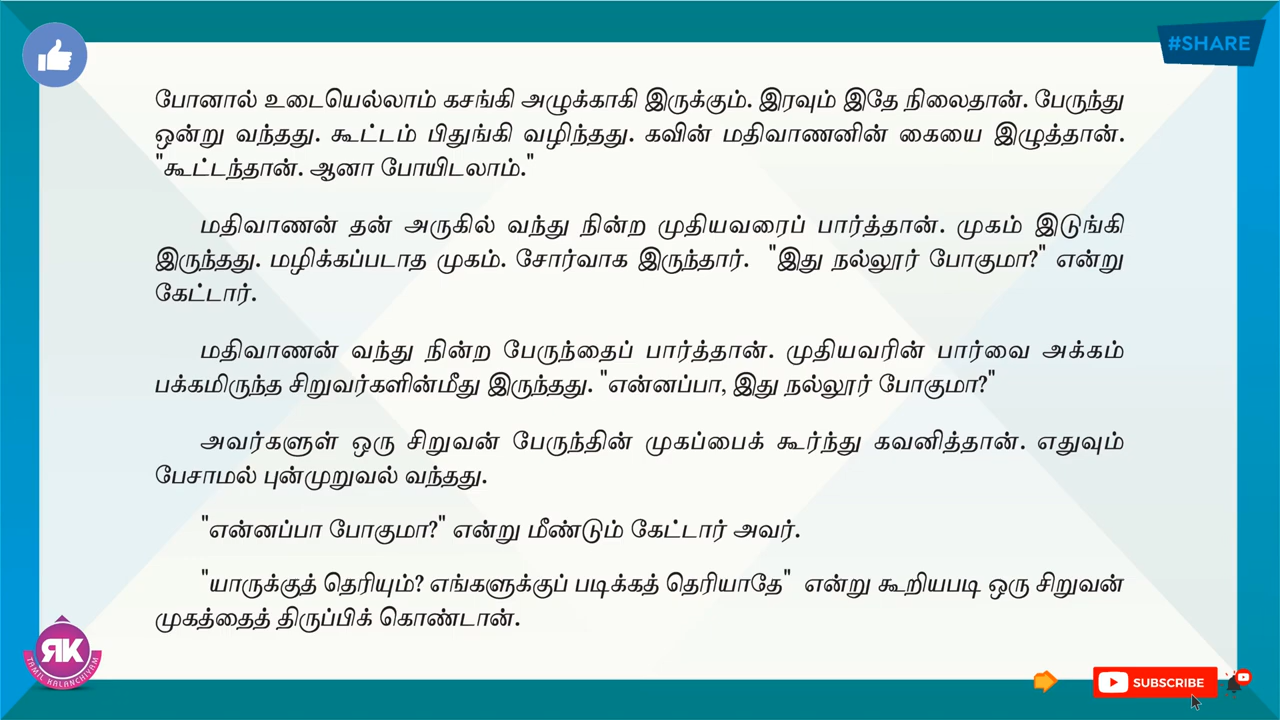 #SHARE
போனால் உடையெல்லாம் கசங்கி அழுக்காகி இருக்கும். இரவும் இதே நிலைதான். பேருந்து
ஒன்று வந்தது. கூட்டம் பிதுங்கி வழிந்தது. கவின் மதிவாணனின் கையை இழுத்தான்.
"கூட்டந்தான். ஆனா போயிடலாம்."
மதிவாணன் தன் அருகில் வந்து நின்ற முதியவரைப் பார்த்தான். முகம் இடுங்கி
இருந்தது. மழிக்கப்படாத முகம். சோர்வாக இருந்தார். "இது நல்லூர் போகுமா?" என்று
கேட்டார்.
மதிவாணன் வந்து நின்ற பேருந்தைப் பார்த்தான். முதியவரின் பார்வை அக்கம்
பக்கமிருந்த சிறுவர்களின்மீது இருந்தது. "என்னப்பா, இது நல்லூர் போகுமா?"
அவர்களுள் ஒரு சிறுவன் பேருந்தின் முகப்பைக் கூர்ந்து கவனித்தான். எதுவும்
பேசாமல் புன்முறுவல் வந்தது.
"என்னப்பா போகுமா?" என்று மீண்டும் கேட்டார் அவர்.
"யாருக்குத் தெரியும்? எங்களுக்குப் படிக்கத் தெரியாதே" என்று கூறியபடி ஒரு சிறுவன்
முகத்தைத் திருப்பிக் கொண்டான்.
RK
TAMIL KALANCHIYAM
SUBSCRIBE